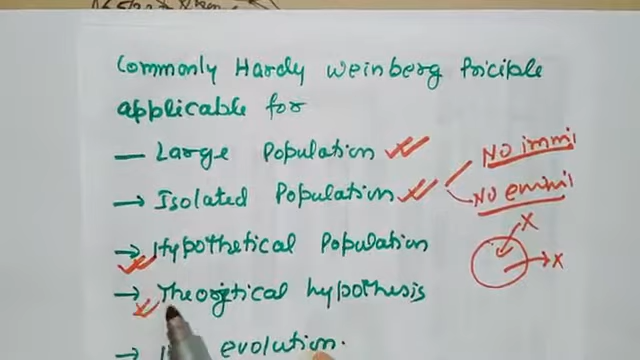 Commonly Hardy Weinberg Pricible
applicable for
— Large Population
NO immi
→ Isolated Population
NO emmi
→ Hypothetical Population
X
X
→ Theoritical hypothesis
→ evolution.